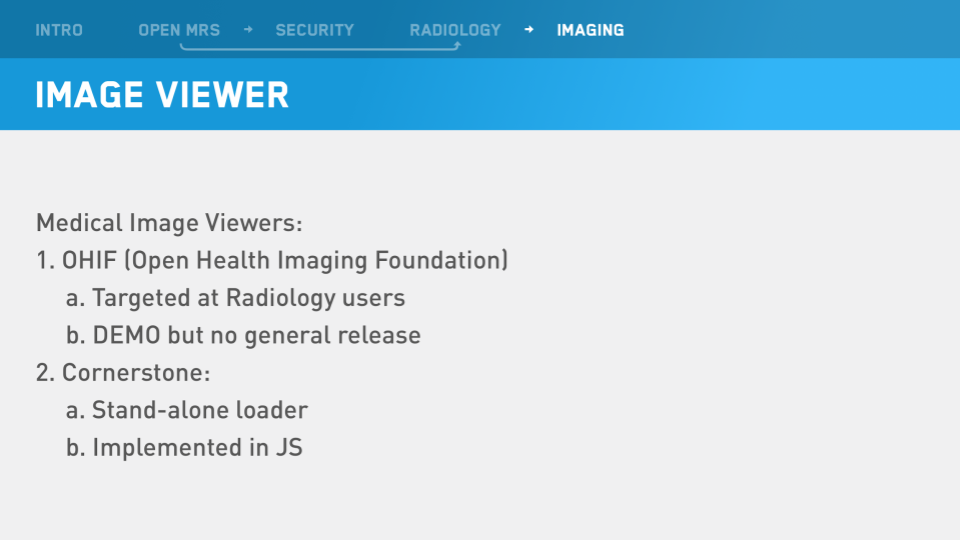 INTRO OPEN MRS → SECURITY RADIOLOGY → IMAGING
IMAGE VIEWER
Medical Image Viewers:
1. OHIF (Open Health Imaging Foundation)
a. Targeted at Radiology users
b. DEMO but no general release
2. Cornerstone:
a. Stand-alone loader
b. Implemented in JS